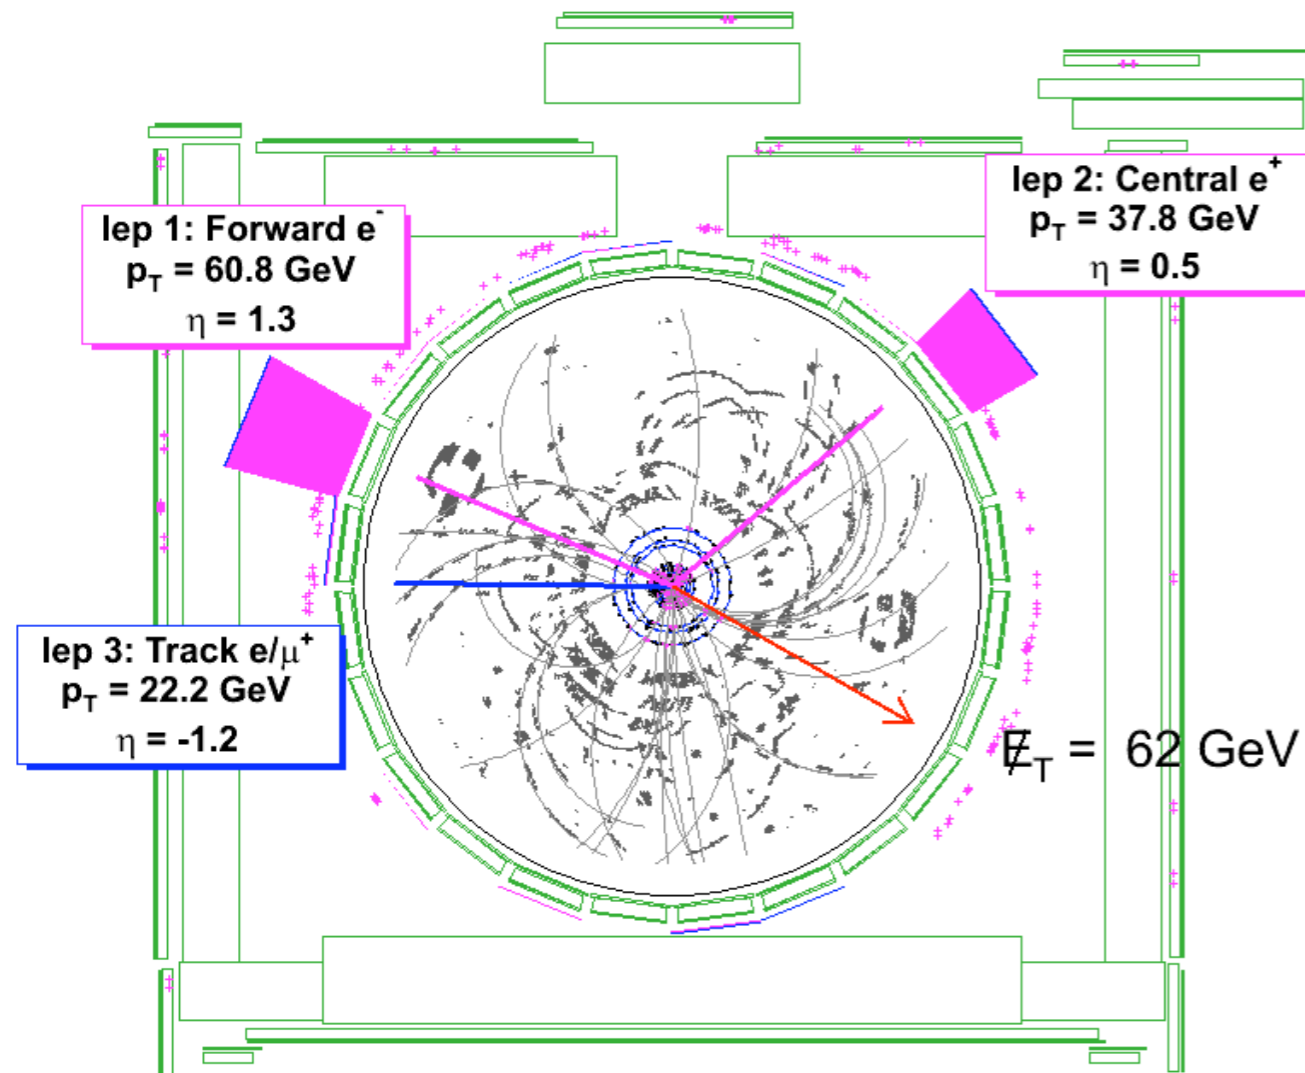 lep 1: Forward e⁻
p_T = 60.8 GeV
η = 1.3
lep 2: Central e⁺
p_T = 37.8 GeV
η = 0.5
lep 3: Track e/μ⁺
p_T = 22.2 GeV
η = -1.2
E̸_T = 62 GeV